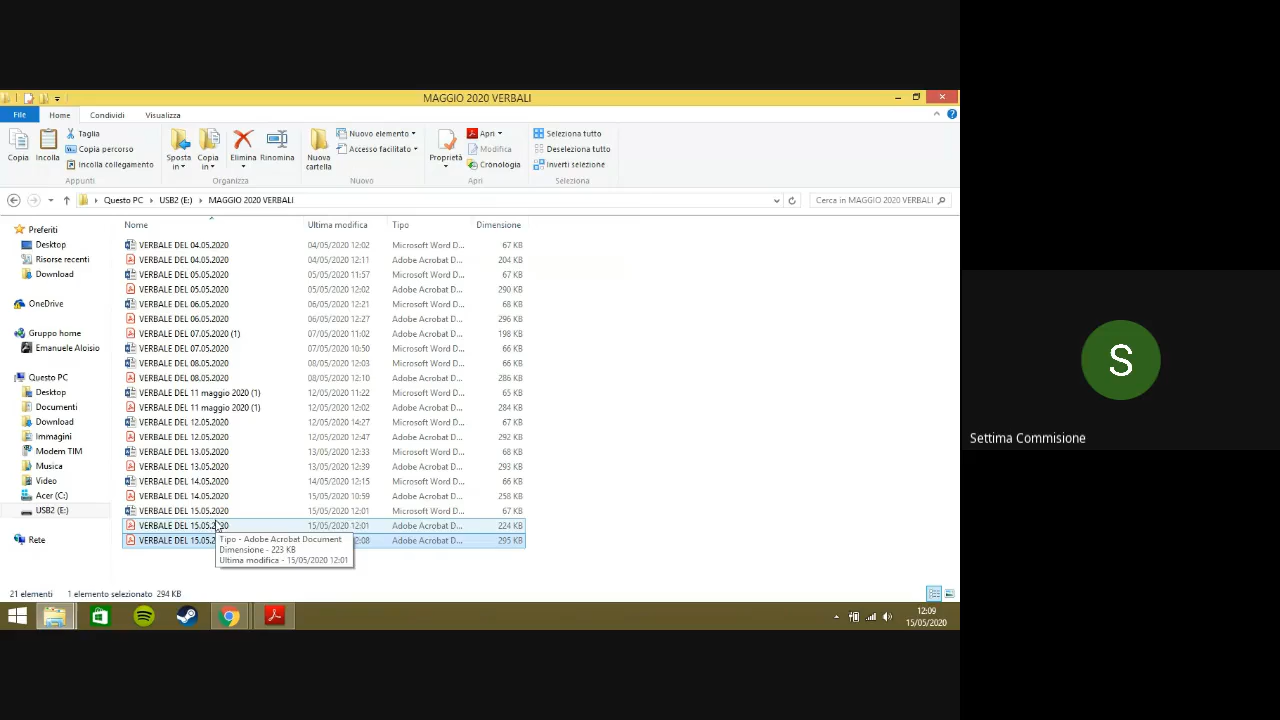 MAGGIO 2020 VERBALI
File Home Condividi Visualizza
Copia Incolla Taglia Copia percorso Incolla collegamento
Sposta in Copia in Elimina Rinomina
Nuova cartella Nuovo elemento Accesso facilitato
Proprietà Apri Modifica Cronologia
Seleziona tutto Deseleziona tutto Inverti selezione
Appunti Organizza Nuovo Apri Seleziona
Questo PC USB2 (E:) MAGGIO 2020 VERBALI Cerca in MAGGIO 2020 VERBALI
Preferiti
Desktop
Risorse recenti
Download
OneDrive
Gruppo home
Emanuele Aloisio
Questo PC
Desktop
Documenti
Download
Immagini
Modem TIM
Musica
Video
Acer (C:)
USB2 (E:)
Rete
Nome Ultima modifica Tipo Dimensione
VERBALE DEL 04.05.2020 04/05/2020 12:02 Microsoft Word D... 67 KB
VERBALE DEL 04.05.2020 04/05/2020 12:11 Adobe Acrobat D... 204 KB
VERBALE DEL 05.05.2020 05/05/2020 11:57 Microsoft Word D... 67 KB
VERBALE DEL 05.05.2020 05/05/2020 12:02 Adobe Acrobat D... 290 KB
VERBALE DEL 06.05.2020 06/05/2020 12:21 Microsoft Word D... 68 KB
VERBALE DEL 06.05.2020 06/05/2020 12:27 Adobe Acrobat D... 296 KB
VERBALE DEL 07.05.2020 (1) 07/05/2020 11:02 Adobe Acrobat D... 198 KB
VERBALE DEL 07.05.2020 07/05/2020 10:50 Microsoft Word D... 66 KB
VERBALE DEL 08.05.2020 08/05/2020 12:03 Microsoft Word D... 66 KB
VERBALE DEL 08.05.2020 08/05/2020 12:10 Adobe Acrobat D... 286 KB
VERBALE DEL 11 maggio 2020 (1) 12/05/2020 11:22 Microsoft Word D... 65 KB
VERBALE DEL 11 maggio 2020 (1) 12/05/2020 12:02 Adobe Acrobat D... 284 KB
VERBALE DEL 12.05.2020 12/05/2020 14:27 Microsoft Word D... 67 KB
VERBALE DEL 12.05.2020 12/05/2020 12:47 Adobe Acrobat D... 292 KB
VERBALE DEL 13.05.2020 13/05/2020 12:33 Microsoft Word D... 68 KB
VERBALE DEL 13.05.2020 13/05/2020 12:39 Adobe Acrobat D... 293 KB
VERBALE DEL 14.05.2020 14/05/2020 12:15 Microsoft Word D... 66 KB
VERBALE DEL 14.05.2020 15/05/2020 10:59 Adobe Acrobat D... 258 KB
VERBALE DEL 15.05.2020 15/05/2020 12:01 Microsoft Word D... 67 KB
VERBALE DEL 15.05.2020 15/05/2020 12:01 Adobe Acrobat D... 224 KB
VERBALE DEL 15.05.2 2:08 Adobe Acrobat D... 295 KB
Tipo - Adobe Acrobat Document
Dimensione - 223 KB
Ultima modifica - 15/05/2020 12:01
21 elementi 1 elemento selezionato 294 KB
12:09
15/05/2020
S
Settima Commisione